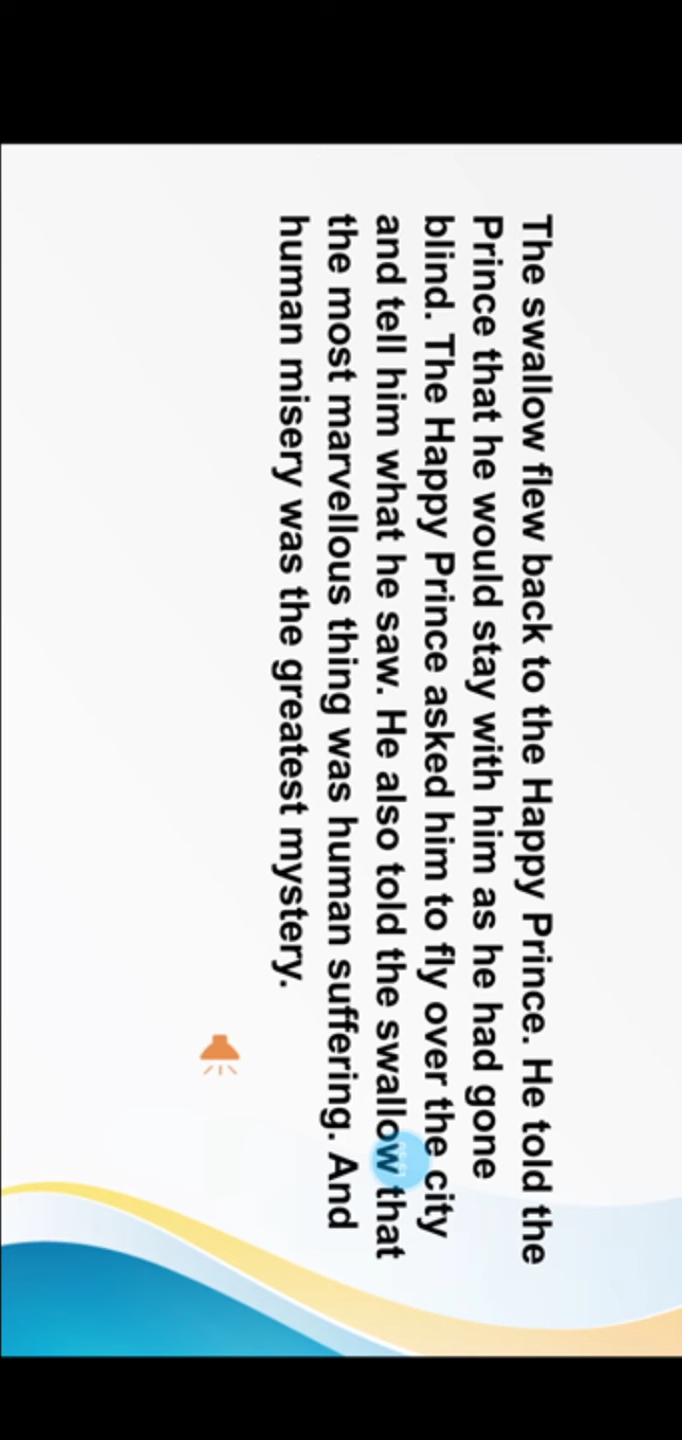 The swallow flew back to the Happy Prince. He told the
Prince that he would stay with him as he had gone
blind. The Happy Prince asked him to fly over the city
and tell him what he saw. He also told the swallow that
the most marvellous thing was human suffering. And
human misery was the greatest mystery.